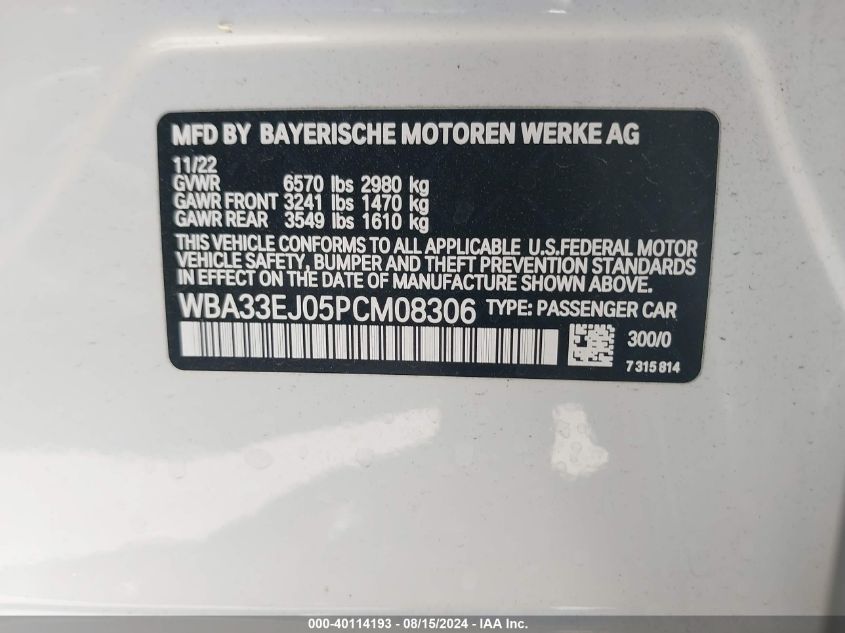 MFD BY BAYERISCHE MOTOREN WERKE AG
11/22
GVWR 6570 lbs 2980 kg
GAWR FRONT 3241 lbs 1470 kg
GAWR REAR 3549 lbs 1610 kg
THIS VEHICLE CONFORMS TO ALL APPLICABLE U.S.FEDERAL MOTOR
VEHICLE SAFETY, BUMPER AND THEFT PREVENTION STANDARDS
IN EFFECT ON THE DATE OF MANUFACTURE SHOWN ABOVE.
WBA33EJ05PCM08306 TYPE: PASSENGER CAR
300/0
7315814
000-40114193 - 08/15/2024 - IAA Inc.